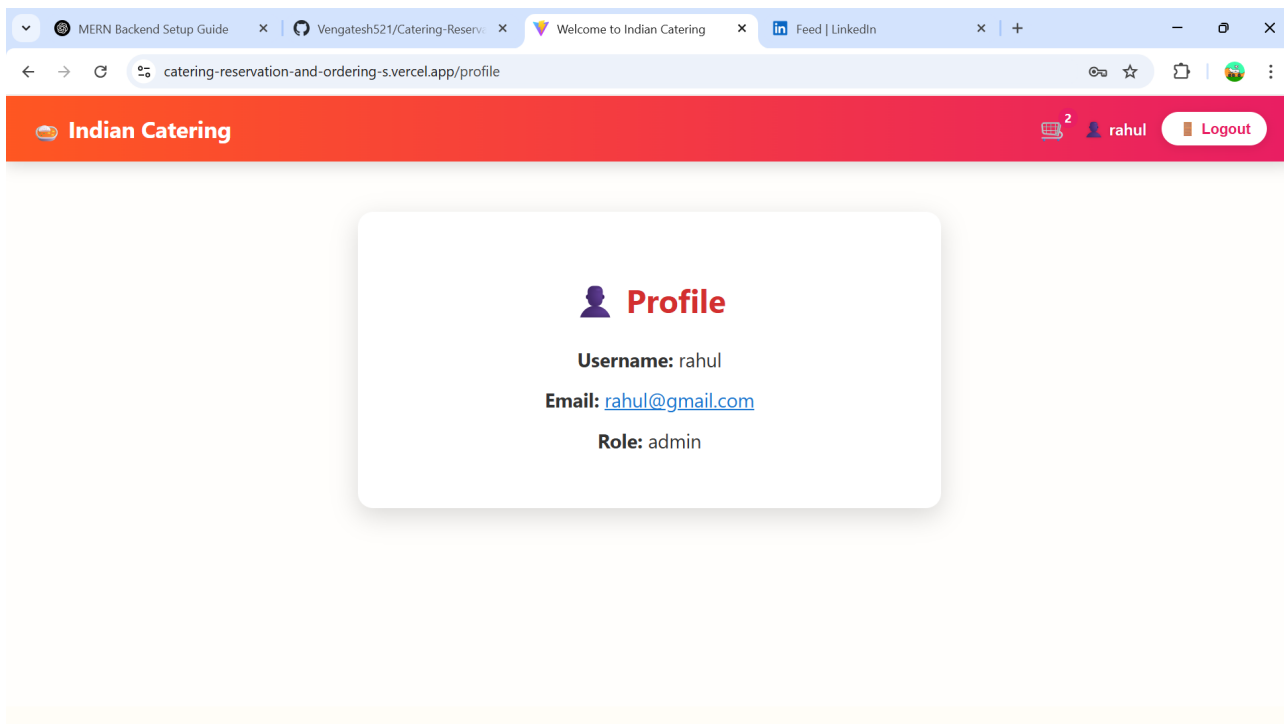 MERN Backend Setup Guide
Vengatesh521/Catering-Reserv
Welcome to Indian Catering
Feed | LinkedIn
catering-reservation-and-ordering-s.vercel.app/profile
Indian Catering
2
rahul
Logout
Profile
Username: rahul
Email: rahul@gmail.com
Role: admin